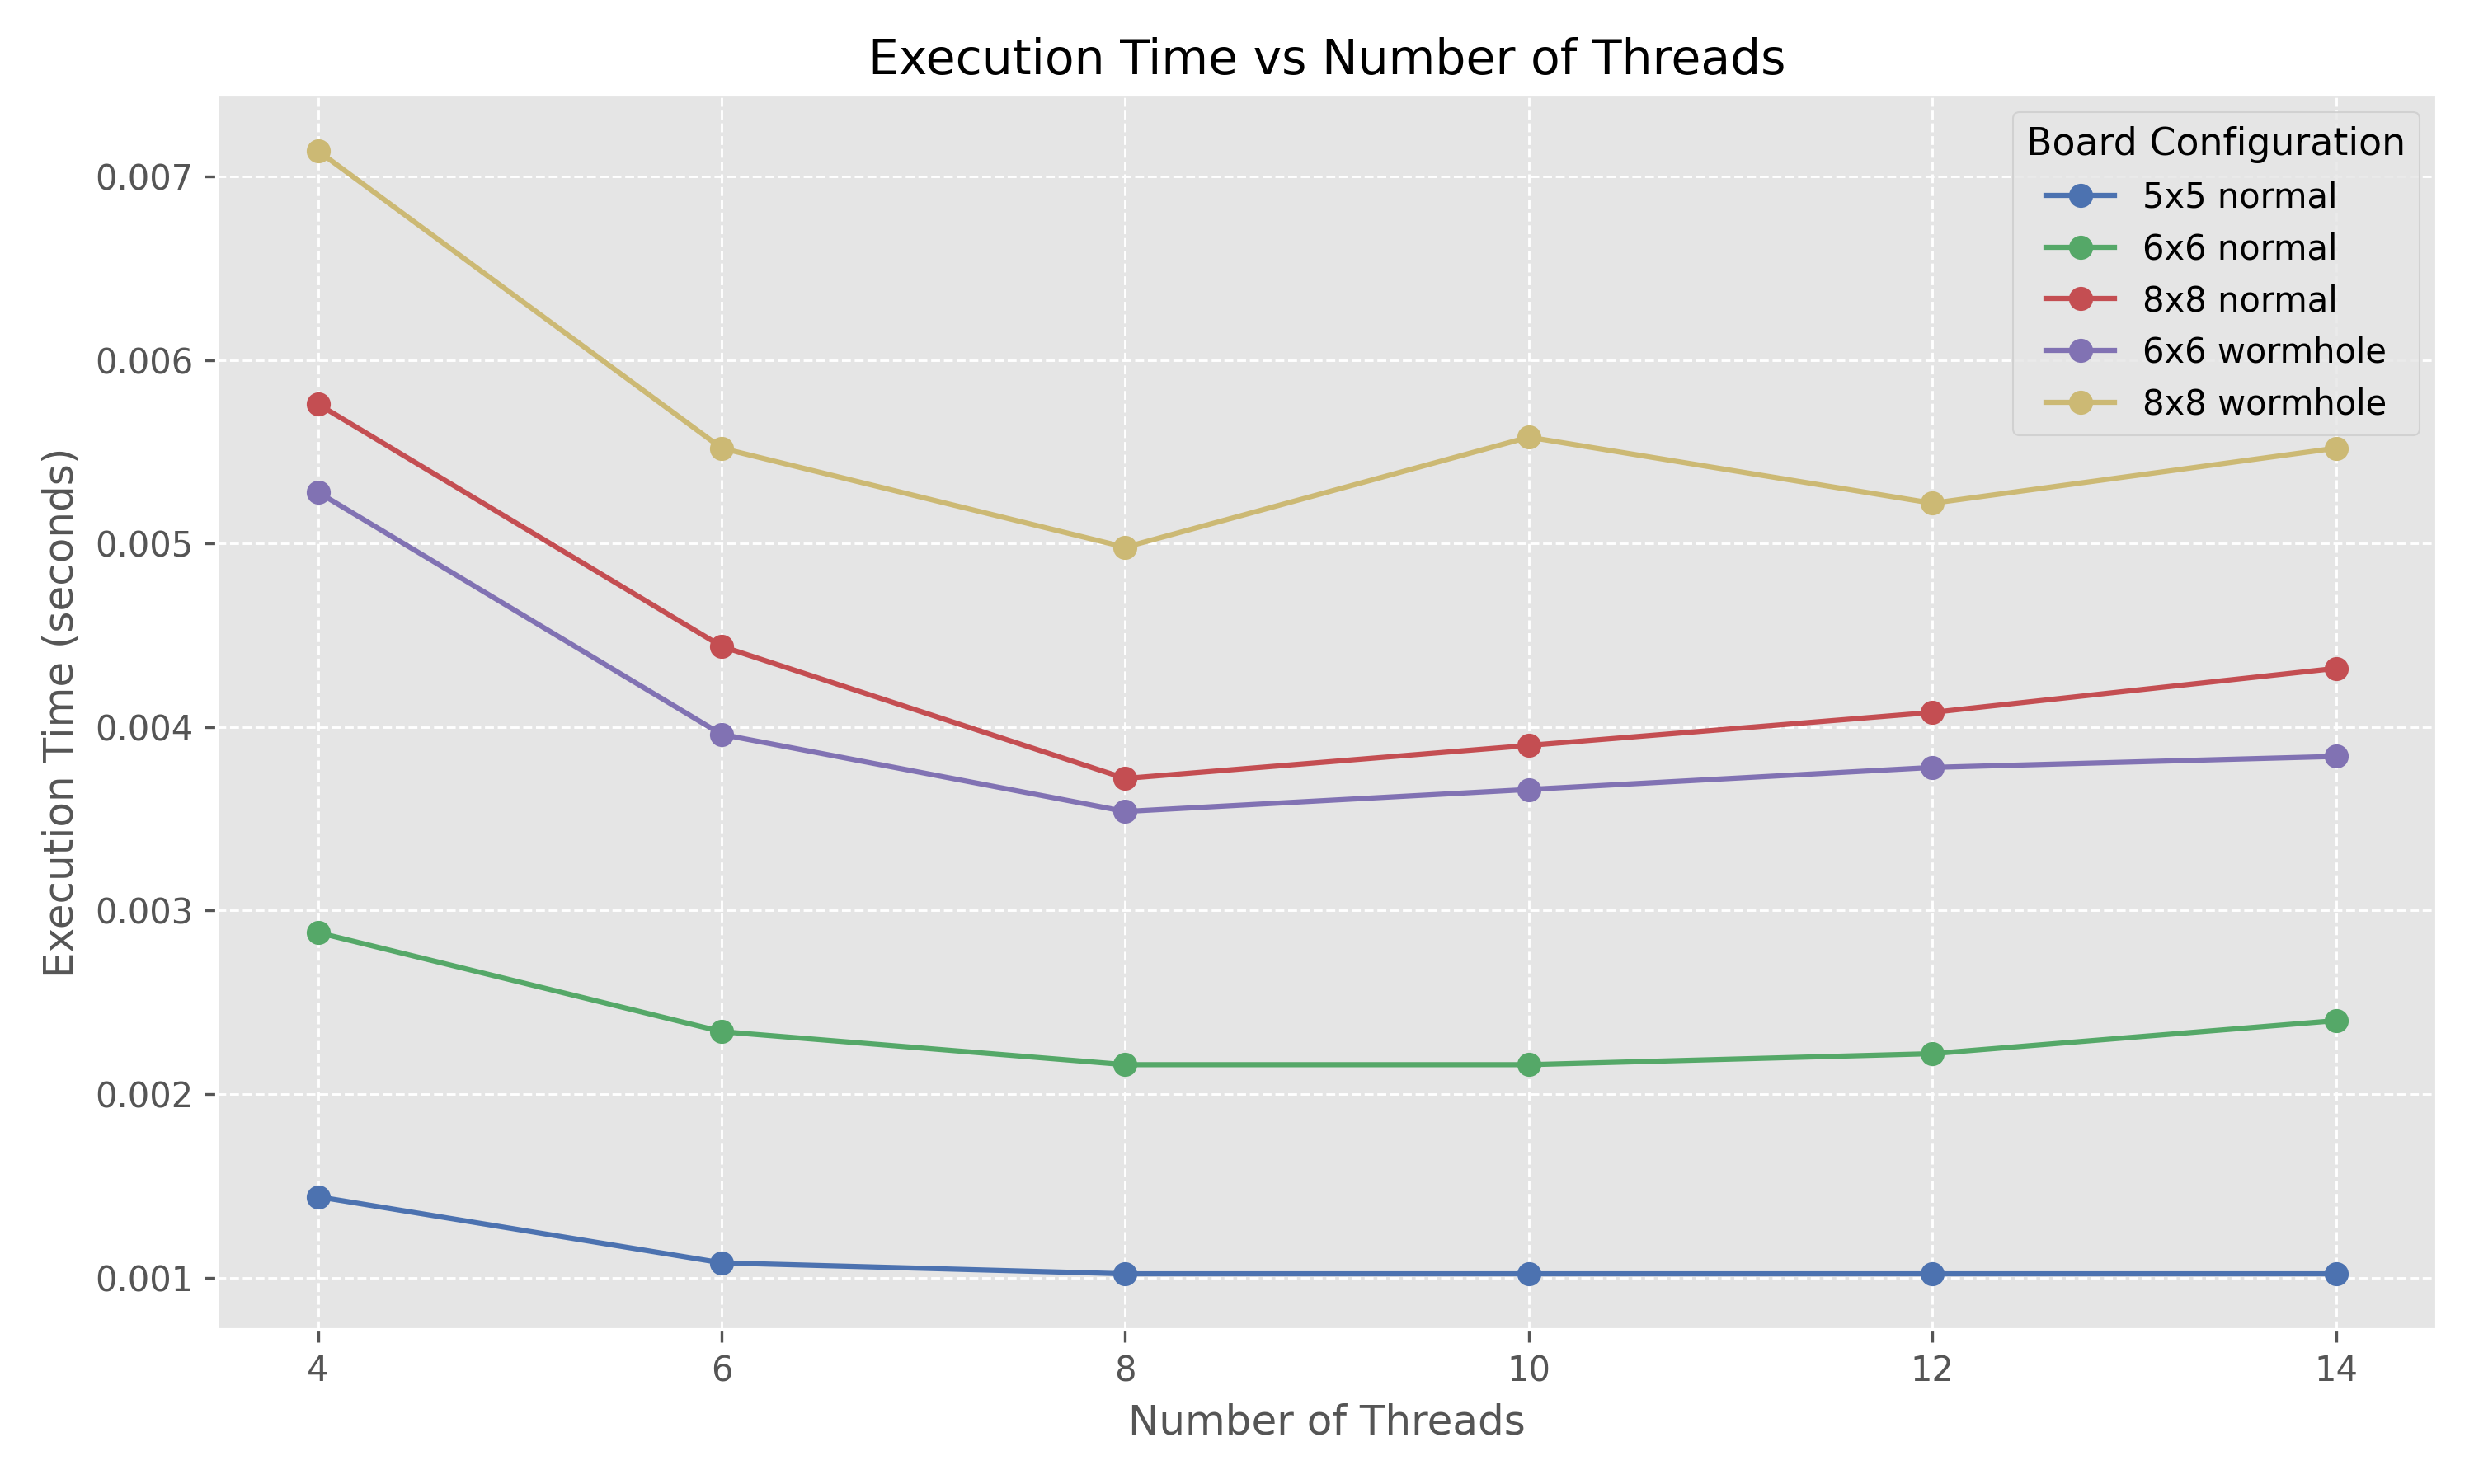 Execution Time vs Number of Threads
Board Configuration
5x5 normal
6x6 normal
8x8 normal
6x6 wormhole
8x8 wormhole
Execution Time (seconds)
0.007
0.006
0.005
0.004
0.003
0.002
0.001
4 6 8 10 12 14
Number of Threads